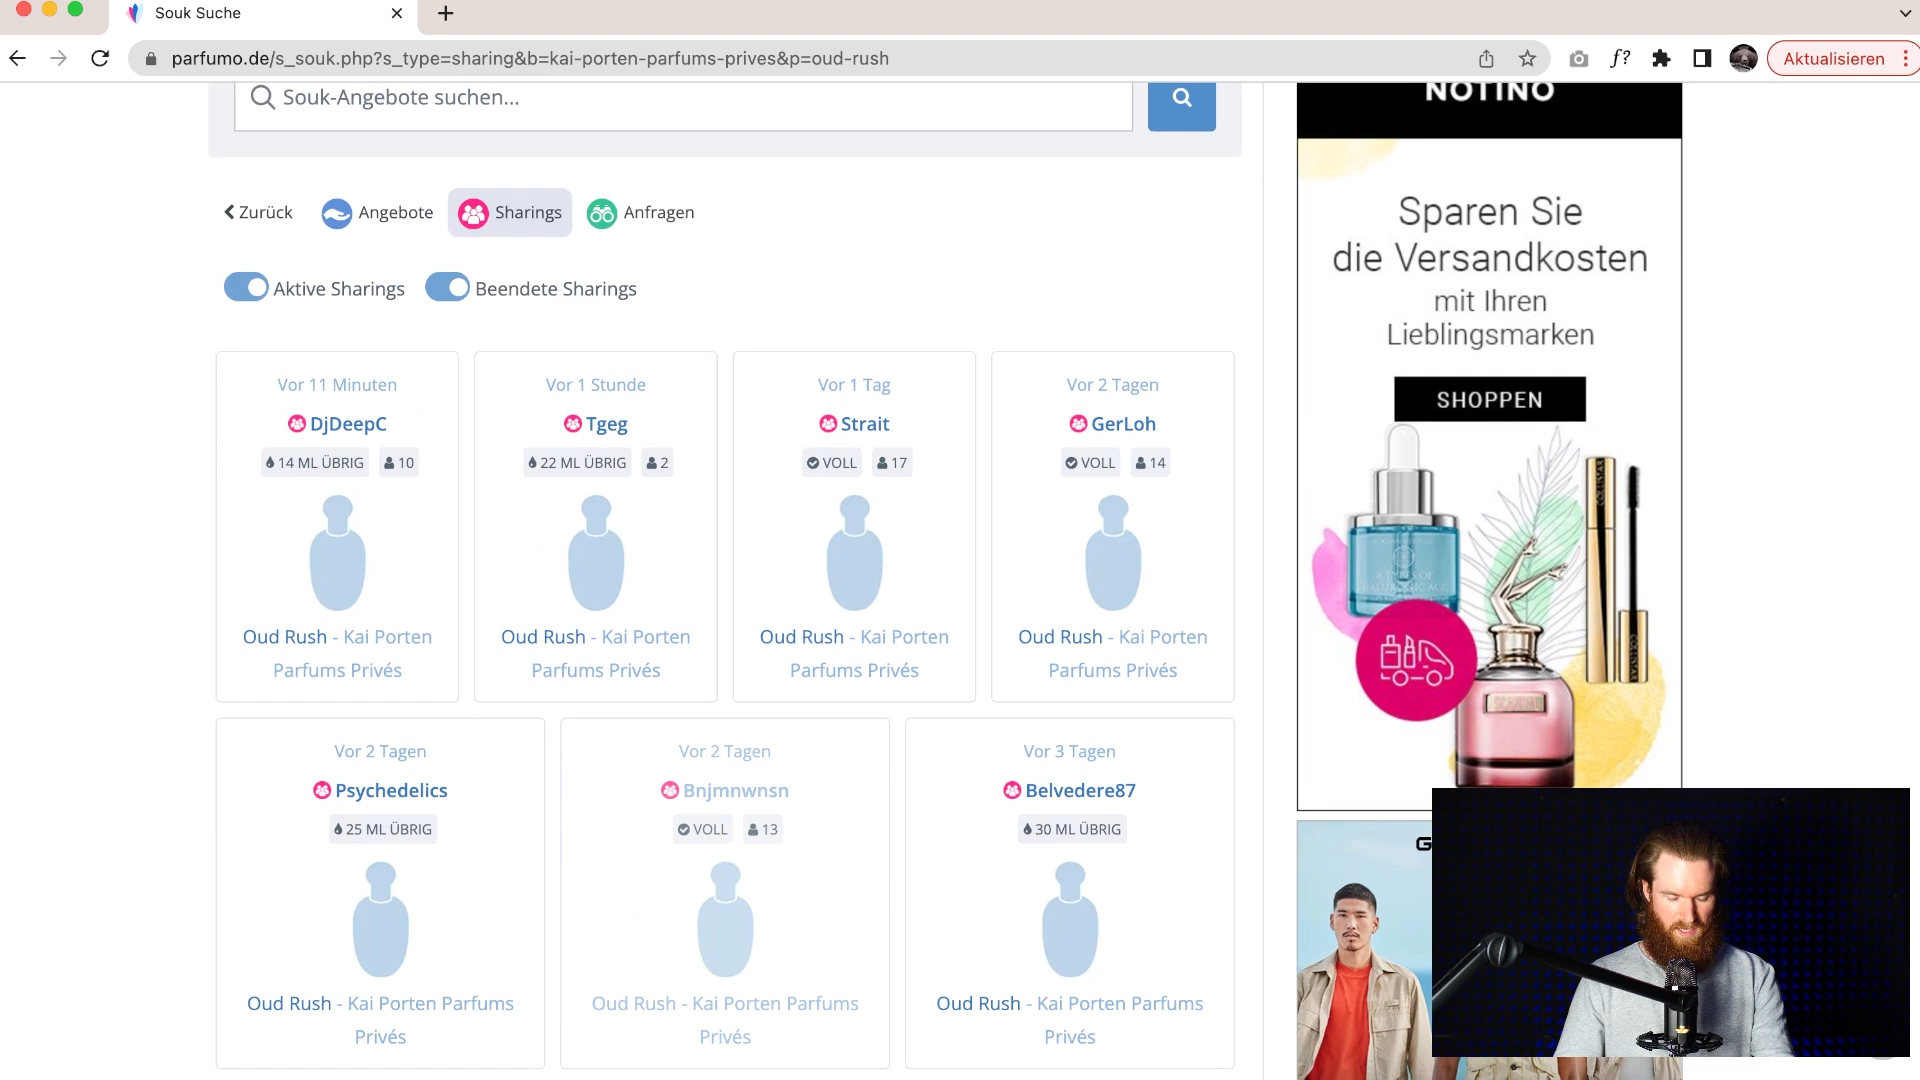 Souk Suche
parfumo.de/s_souk.php?s_type=sharing&b=kai-porten-parfums-prives&p=oud-rush
f?
Aktualisieren
Souk-Angebote suchen...
Zurück
Angebote
Sharings
Anfragen
Aktive Sharings
Beendete Sharings
Vor 11 Minuten
DjDeepC
14 ML ÜBRIG
10
Oud Rush - Kai Porten
Parfums Privés
Vor 1 Stunde
Tgeg
22 ML ÜBRIG
2
Oud Rush - Kai Porten
Parfums Privés
Vor 1 Tag
Strait
VOLL
17
Oud Rush - Kai Porten
Parfums Privés
Vor 2 Tagen
GerLoh
VOLL
14
Oud Rush - Kai Porten
Parfums Privés
Vor 2 Tagen
Psychedelics
25 ML ÜBRIG
Oud Rush - Kai Porten Parfums
Privés
Vor 2 Tagen
Bnjmnwnsn
VOLL
13
Oud Rush - Kai Porten Parfums
Privés
Vor 3 Tagen
Belvedere87
30 ML ÜBRIG
Oud Rush - Kai Porten Parfums
Privés
NOTINO
Sparen Sie
die Versandkosten
mit Ihren
Lieblingsmarken
SHOPPEN
SCANDAL
G